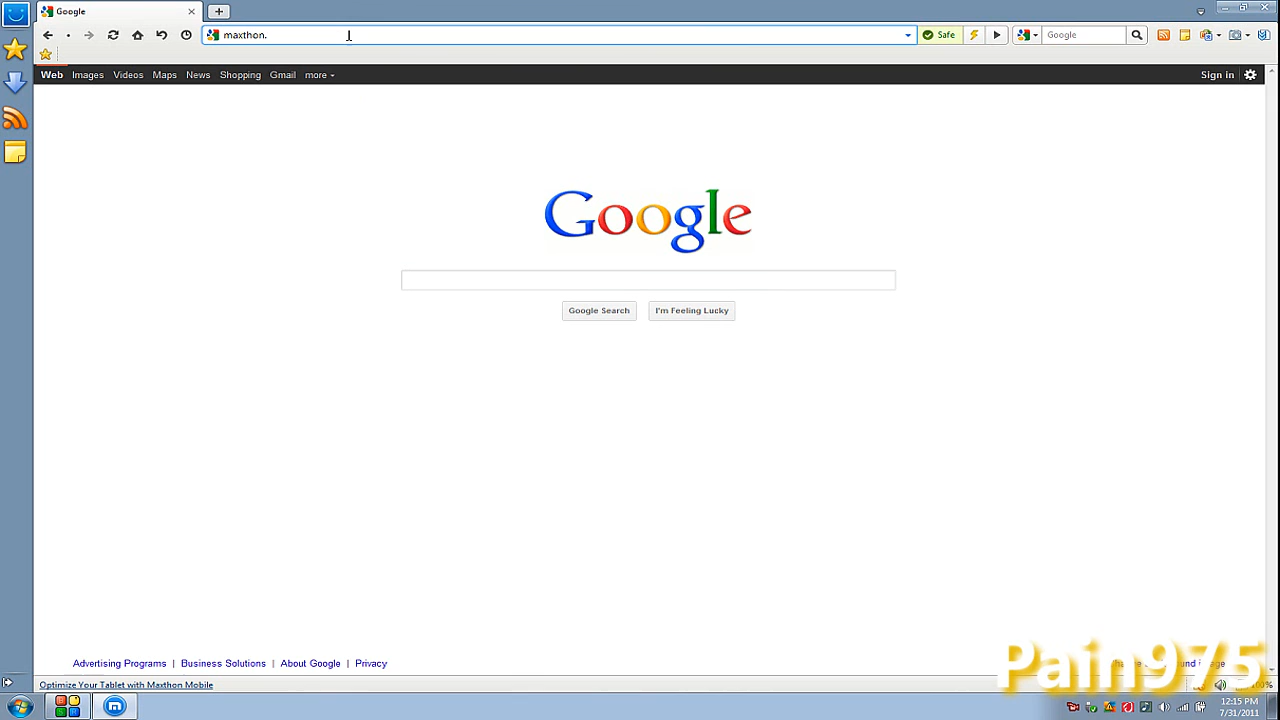 Google
maxthon.
Safe
Google
Web Images Videos Maps News Shopping Gmail more
Sign in
Google
Google Search
I'm Feeling Lucky
Advertising Programs | Business Solutions | About Google | Privacy
Pain975
Optimize Your Tablet with Maxthon Mobile
12:15 PM
7/31/2011